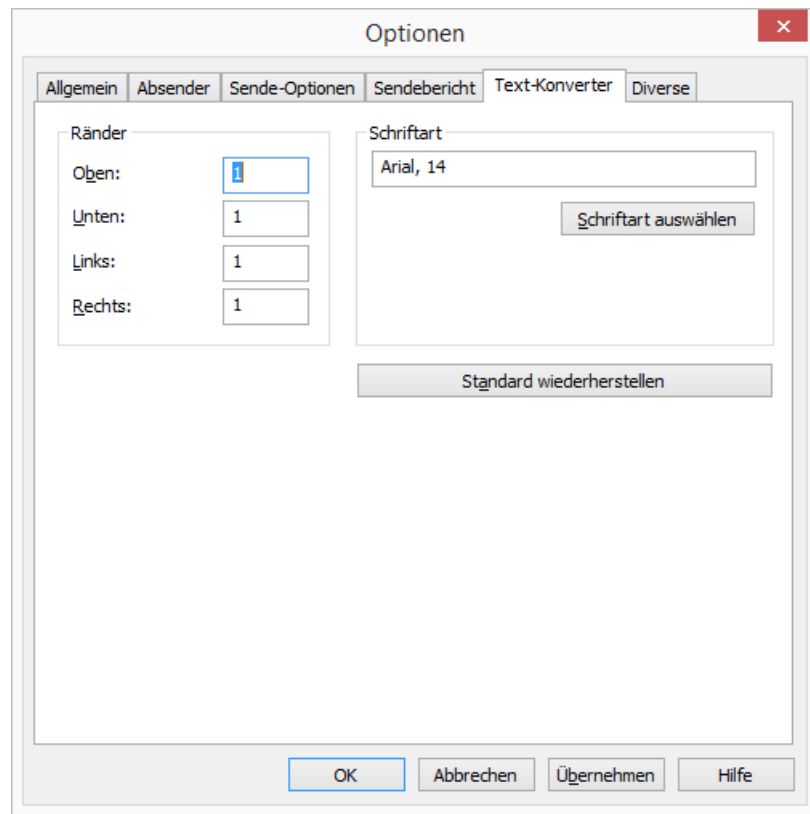 Optionen
Allgemein Absender Sende-Optionen Sendebericht Text-Konverter Diverse
Ränder
Oben: 1
Unten: 1
Links: 1
Rechts: 1
Schriftart
Arial, 14
Schriftart auswählen
Standard wiederherstellen
OK Abbrechen Übernehmen Hilfe